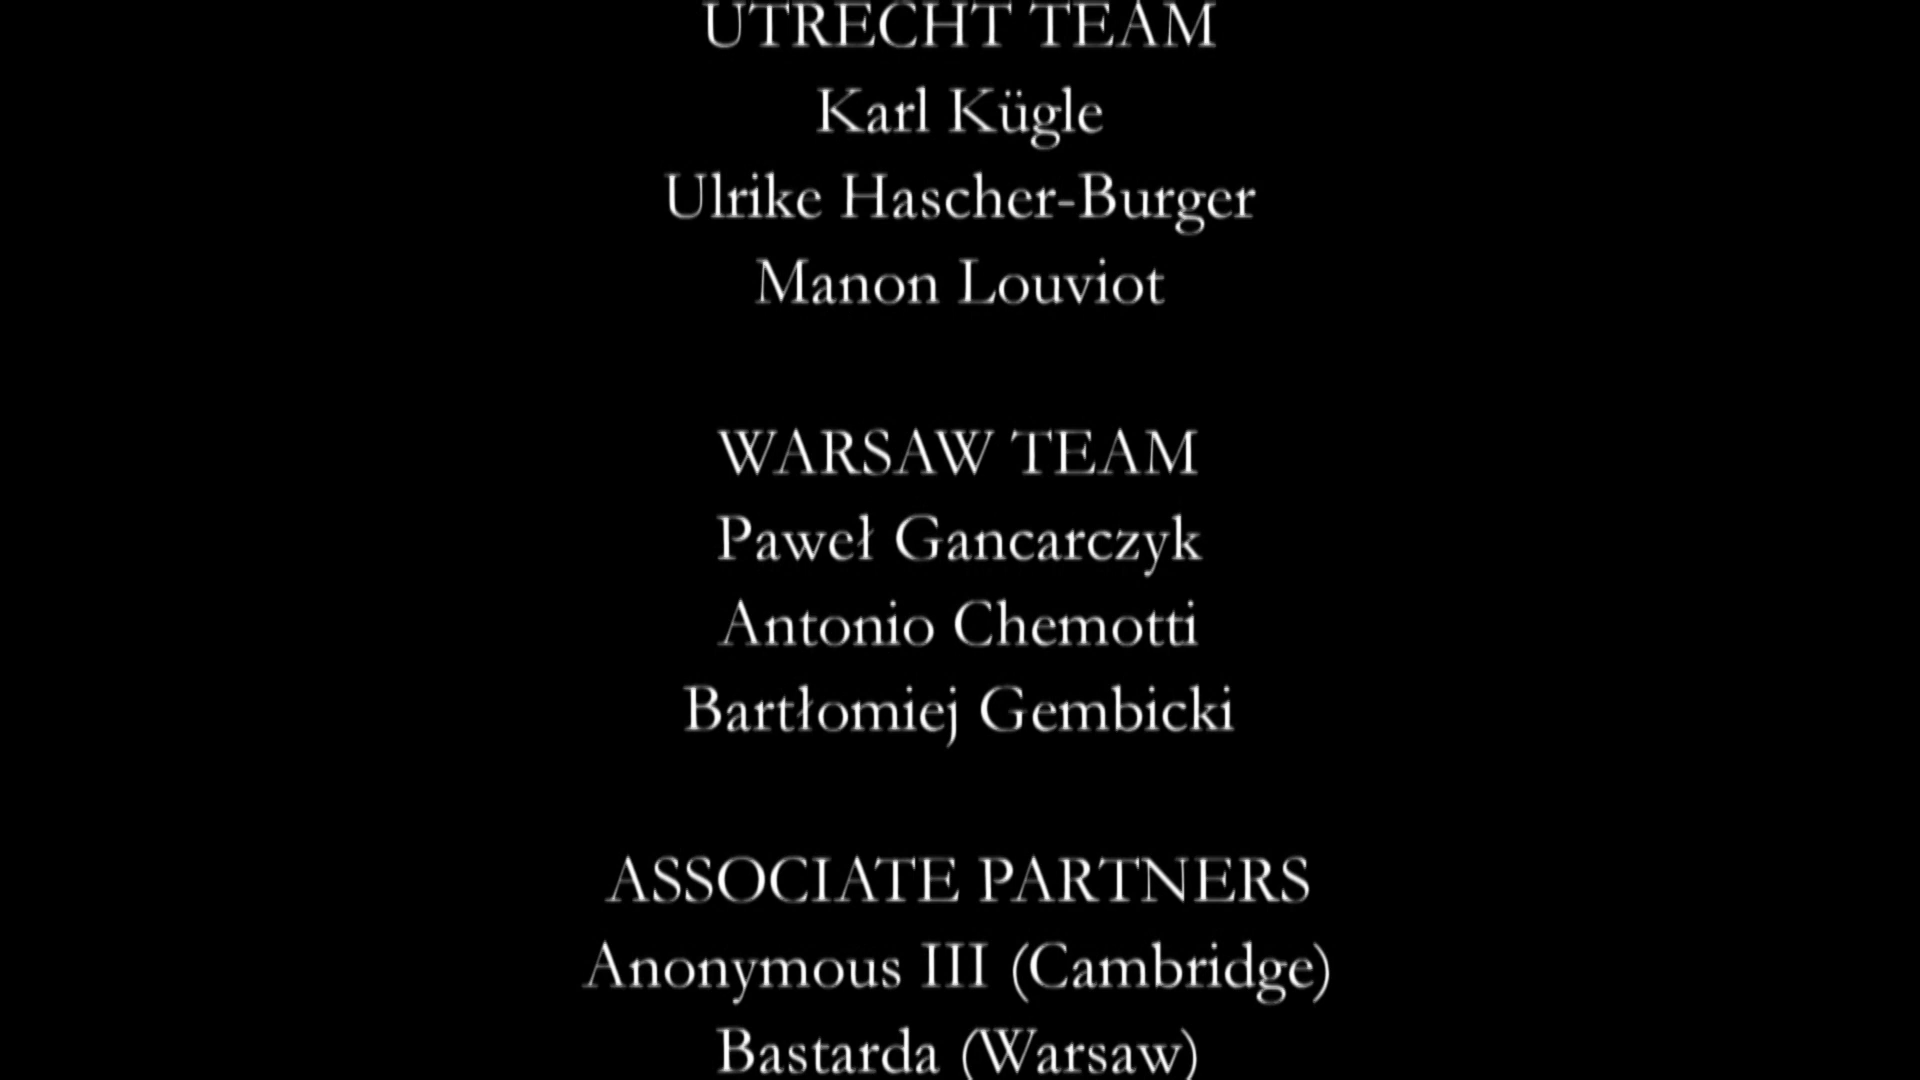 UTRECHT TEAM
Karl Kügle
Ulrike Hascher-Burger
Manon Louviot
WARSAW TEAM
Paweł Gancarczyk
Antonio Chemotti
Bartłomiej Gembicki
ASSOCIATE PARTNERS
Anonymous III (Cambridge)
Bastarda (Warsaw)